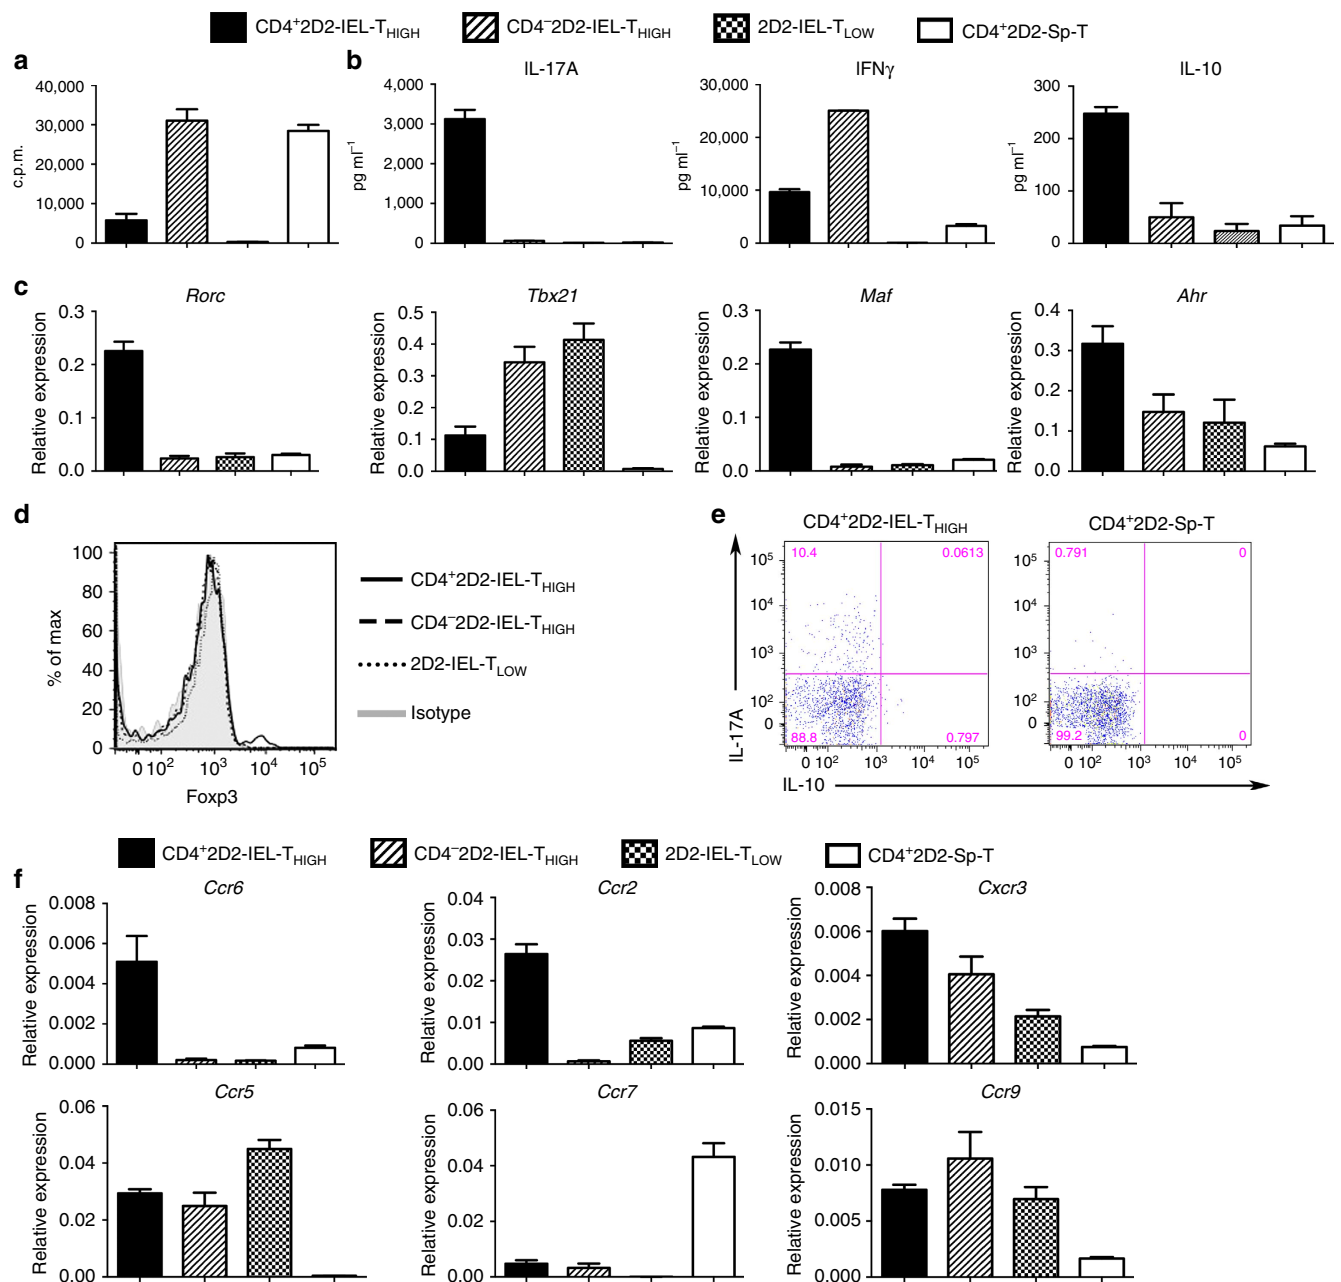 CD4⁺2D2-IEL-T_HIGH CD4⁻2D2-IEL-T_HIGH 2D2-IEL-T_LOW CD4⁺2D2-Sp-T
a
40,000
30,000
20,000
10,000
0
c.p.m.
b
IL-17A
4,000
3,000
2,000
1,000
0
pg ml⁻¹
IFNγ
30,000
20,000
10,000
0
pg ml⁻¹
IL-10
300
200
100
0
pg ml⁻¹
c
Rorc
0.3
0.2
0.1
0.0
Relative expression
Tbx21
0.5
0.4
0.3
0.2
0.1
0.0
Relative expression
Maf
0.3
0.2
0.1
0.0
Relative expression
Ahr
0.4
0.3
0.2
0.1
0.0
Relative expression
d
100
80
60
40
20
0
% of max
0 10² 10³ 10⁴ 10⁵
Foxp3
CD4⁺2D2-IEL-T_HIGH
CD4⁻2D2-IEL-T_HIGH
2D2-IEL-T_LOW
Isotype
e
CD4⁺2D2-IEL-T_HIGH
10.4 0.0613
88.8 0.797
10⁵
10⁴
10³
10²
0
0 10² 10³ 10⁴ 10⁵
CD4⁺2D2-Sp-T
0.791 0
99.2 0
10⁵
10⁴
10³
10²
0
0 10² 10³ 10⁴ 10⁵
IL-17A
IL-10
CD4⁺2D2-IEL-T_HIGH CD4⁻2D2-IEL-T_HIGH 2D2-IEL-T_LOW CD4⁺2D2-Sp-T
f
Ccr6
0.008
0.006
0.004
0.002
0.000
Relative expression
Ccr2
0.04
0.03
0.02
0.01
0.00
Relative expression
Cxcr3
0.008
0.006
0.004
0.002
0.000
Relative expression
Ccr5
0.06
0.04
0.02
0.00
Relative expression
Ccr7
0.06
0.04
0.02
0.00
Relative expression
Ccr9
0.015
0.010
0.005
0.000
Relative expression